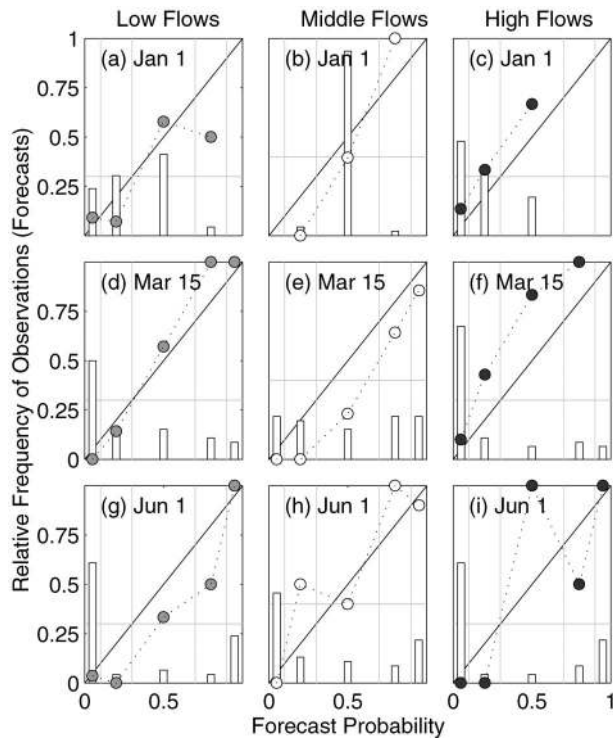 Low Flows Middle Flows High Flows
1 (a) Jan 1 (b) Jan 1 (c) Jan 1
0.75
0.5
0.25
(d) Mar 15 (e) Mar 15 (f) Mar 15
0.75
0.5
0.25
0
(g) Jun 1 (h) Jun 1 (i) Jun 1
0.75
0.5
0.25
0
0 0.5 0 0.5 0 0.5 1
Forecast Probability
Relative Frequency of Observations (Forecasts)